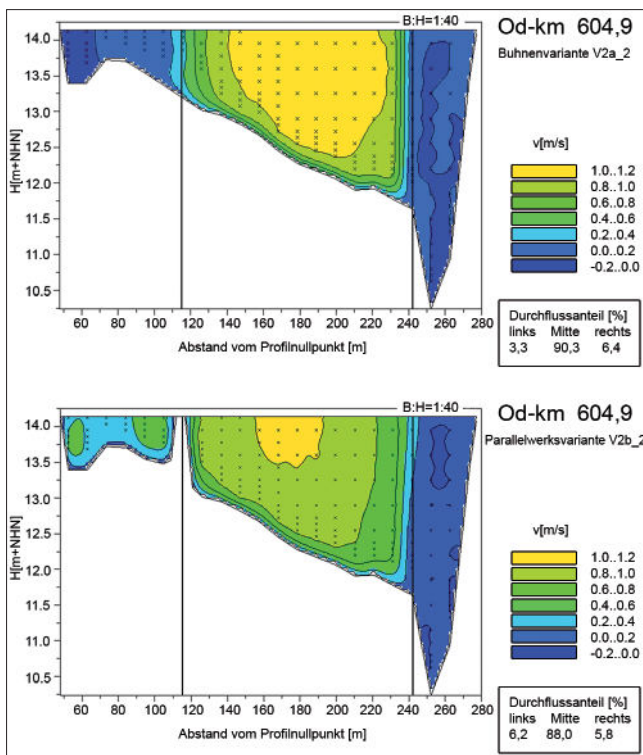 B:H=1:40
Od-km 604,9
Buhnenvariante V2a_2
H[m+NHN]
14.0
13.5
13.0
12.5
12.0
11.5
11.0
10.5
60 80 100 120 140 160 180 200 220 240 260 280
Abstand vom Profilnullpunkt [m]
v[m/s]
1.0..1.2
0.8..1.0
0.6..0.8
0.4..0.6
0.2..0.4
0.0..0.2
-0.2..0.0
Durchflussanteil [%]
links Mitte rechts
3,3 90,3 6,4
B:H=1:40
Od-km 604,9
Parallelwerksvariante V2b_2
H[m+NHN]
14.0
13.5
13.0
12.5
12.0
11.5
11.0
10.5
60 80 100 120 140 160 180 200 220 240 260 280
Abstand vom Profilnullpunkt [m]
v[m/s]
1.0..1.2
0.8..1.0
0.6..0.8
0.4..0.6
0.2..0.4
0.0..0.2
-0.2..0.0
Durchflussanteil [%]
links Mitte rechts
6,2 88,0 5,8